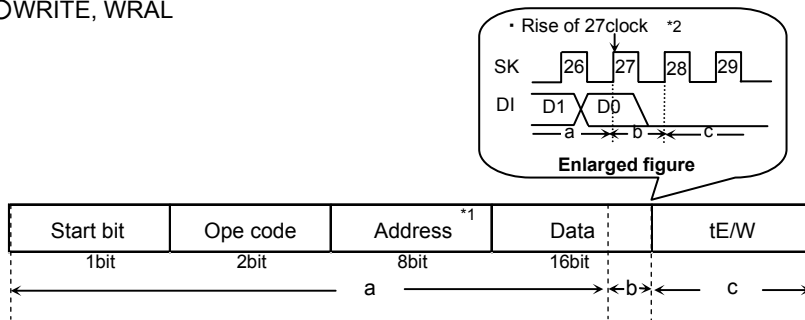 ○WRITE, WRAL
・Rise of 27clock *2
SK 26 27 28 29
DI D1 D0
a b c
Enlarged figure
Start bit Ope code Address *1 Data tE/W
1bit 2bit 8bit 16bit
a b c